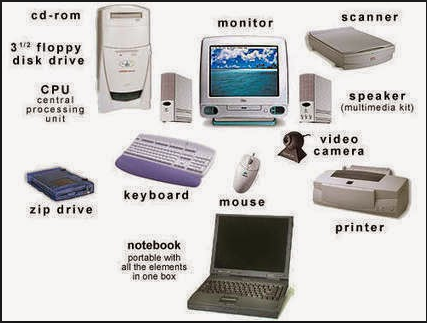 cd-rom
3 1/2 floppy
disk drive
CPU
central
processing
unit
monitor
scanner
speaker
(multimedia kit)
video
camera
zip drive
keyboard
mouse
printer
notebook
portable with
all the elements
in one box